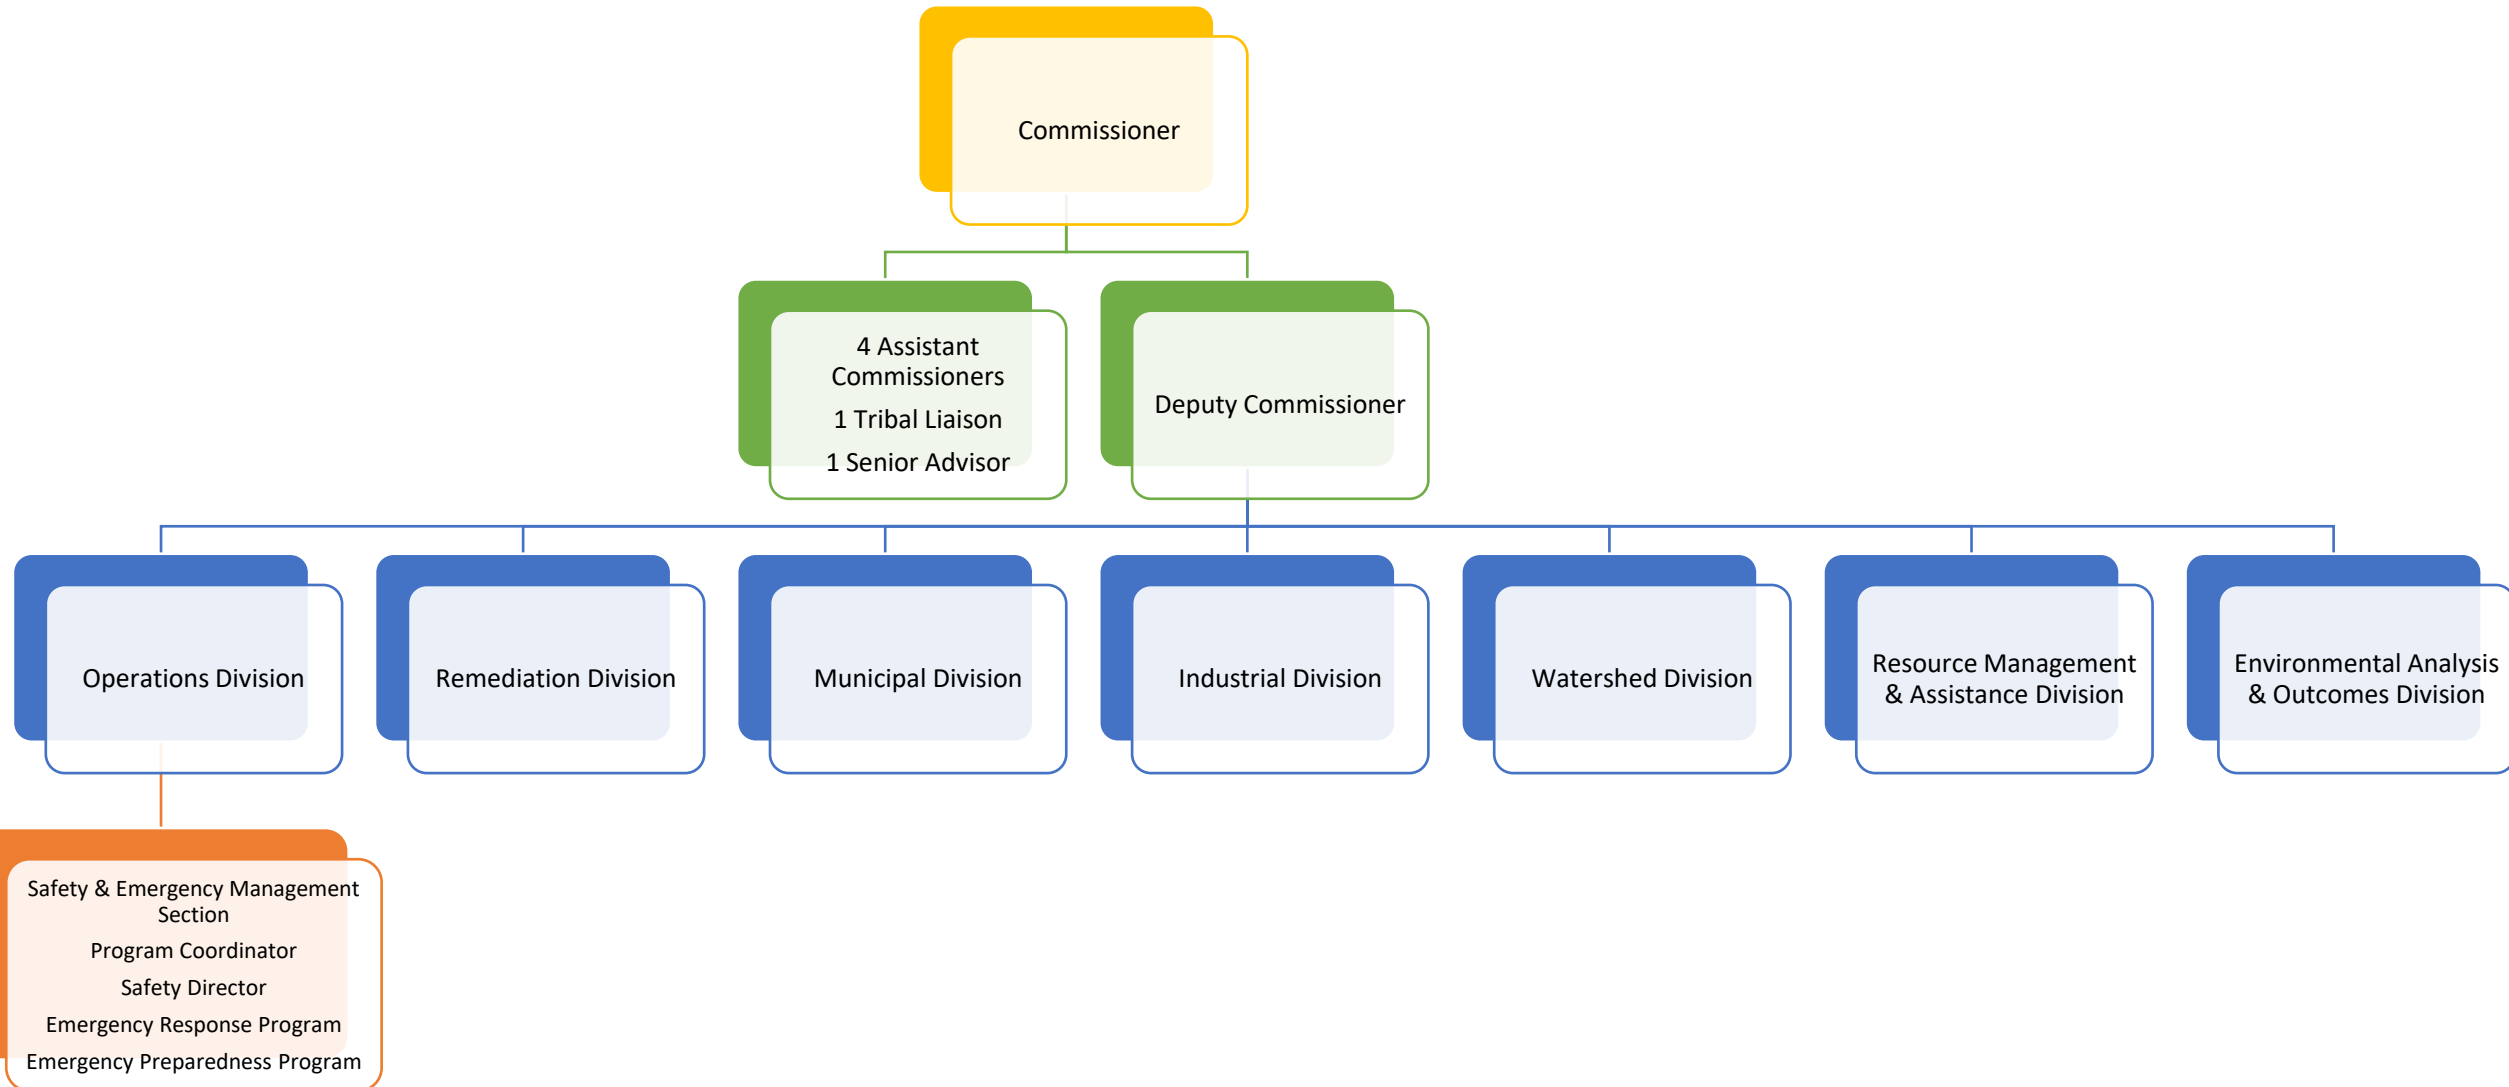 Commissioner
4 Assistant
Commissioners
1 Tribal Liaison
1 Senior Advisor
Deputy Commissioner
Operations Division
Remediation Division
Municipal Division
Industrial Division
Watershed Division
Resource Management
& Assistance Division
Environmental Analysis
& Outcomes Division
Safety & Emergency Management
Section
Program Coordinator
Safety Director
Emergency Response Program
Emergency Preparedness Program